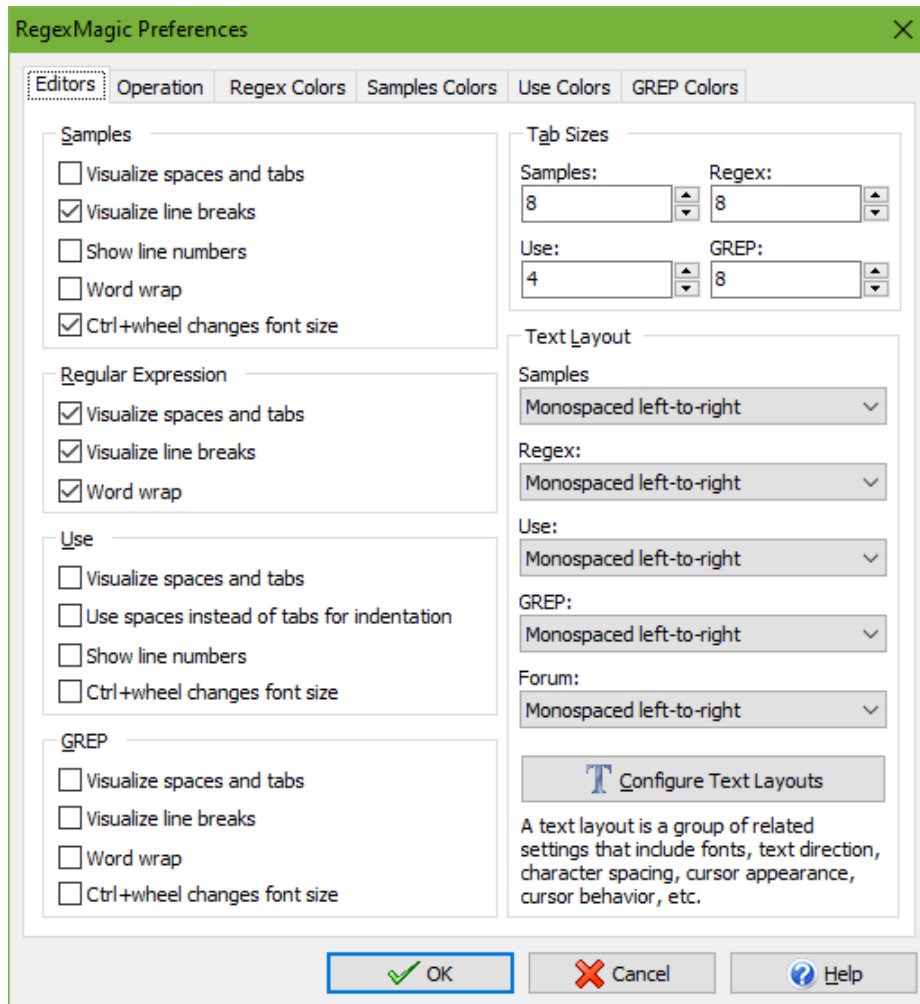 RegexMagic Preferences
Editors
Operation
Regex Colors
Samples Colors
Use Colors
GREP Colors
Samples
Visualize spaces and tabs
Visualize line breaks
Show line numbers
Word wrap
Ctrl+wheel changes font size
Regular Expression
Visualize spaces and tabs
Visualize line breaks
Word wrap
Use
Visualize spaces and tabs
Use spaces instead of tabs for indentation
Show line numbers
Ctrl+wheel changes font size
GREP
Visualize spaces and tabs
Visualize line breaks
Word wrap
Ctrl+wheel changes font size
Tab Sizes
Samples:
8
Regex:
8
Use:
4
GREP:
8
Text Layout
Samples
Monospaced left-to-right
Regex:
Monospaced left-to-right
Use:
Monospaced left-to-right
GREP:
Monospaced left-to-right
Forum:
Monospaced left-to-right
Configure Text Layouts
A text layout is a group of related
settings that include fonts, text direction,
character spacing, cursor appearance,
cursor behavior, etc.
OK
Cancel
Help